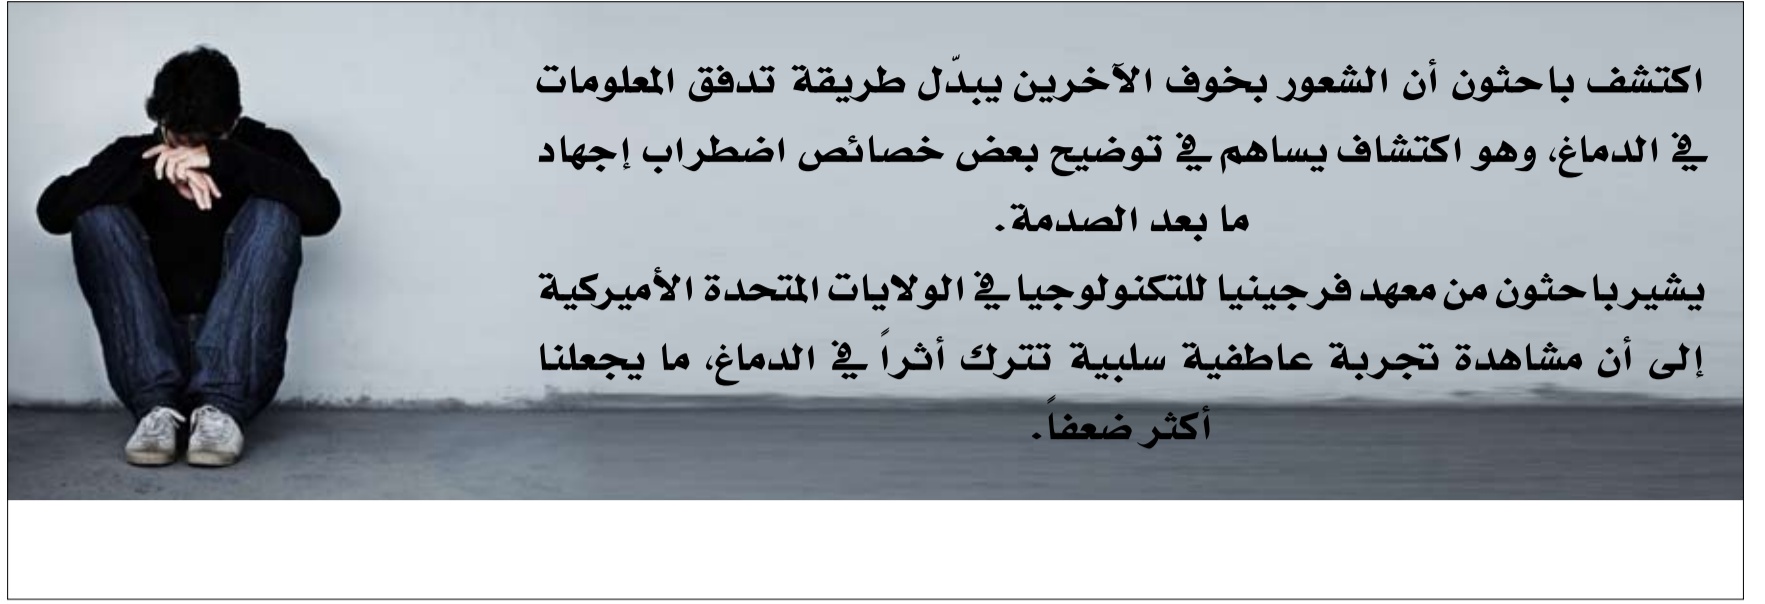 اكتشف باحثون أن الشعور بخوف الآخرين يبدّل طريقة تدفق المعلومات
في الدماغ، وهو اكتشاف يساهم في توضيح بعض خصائص اضطراب إجهاد
ما بعد الصدمة.
يشير باحثون من معهد فرجينيا للتكنولوجيا في الولايات المتحدة الأميركية
إلى أن مشاهدة تجربة عاطفية سلبية تترك أثراً في الدماغ، ما يجعلنا
أكثر ضعفاً.